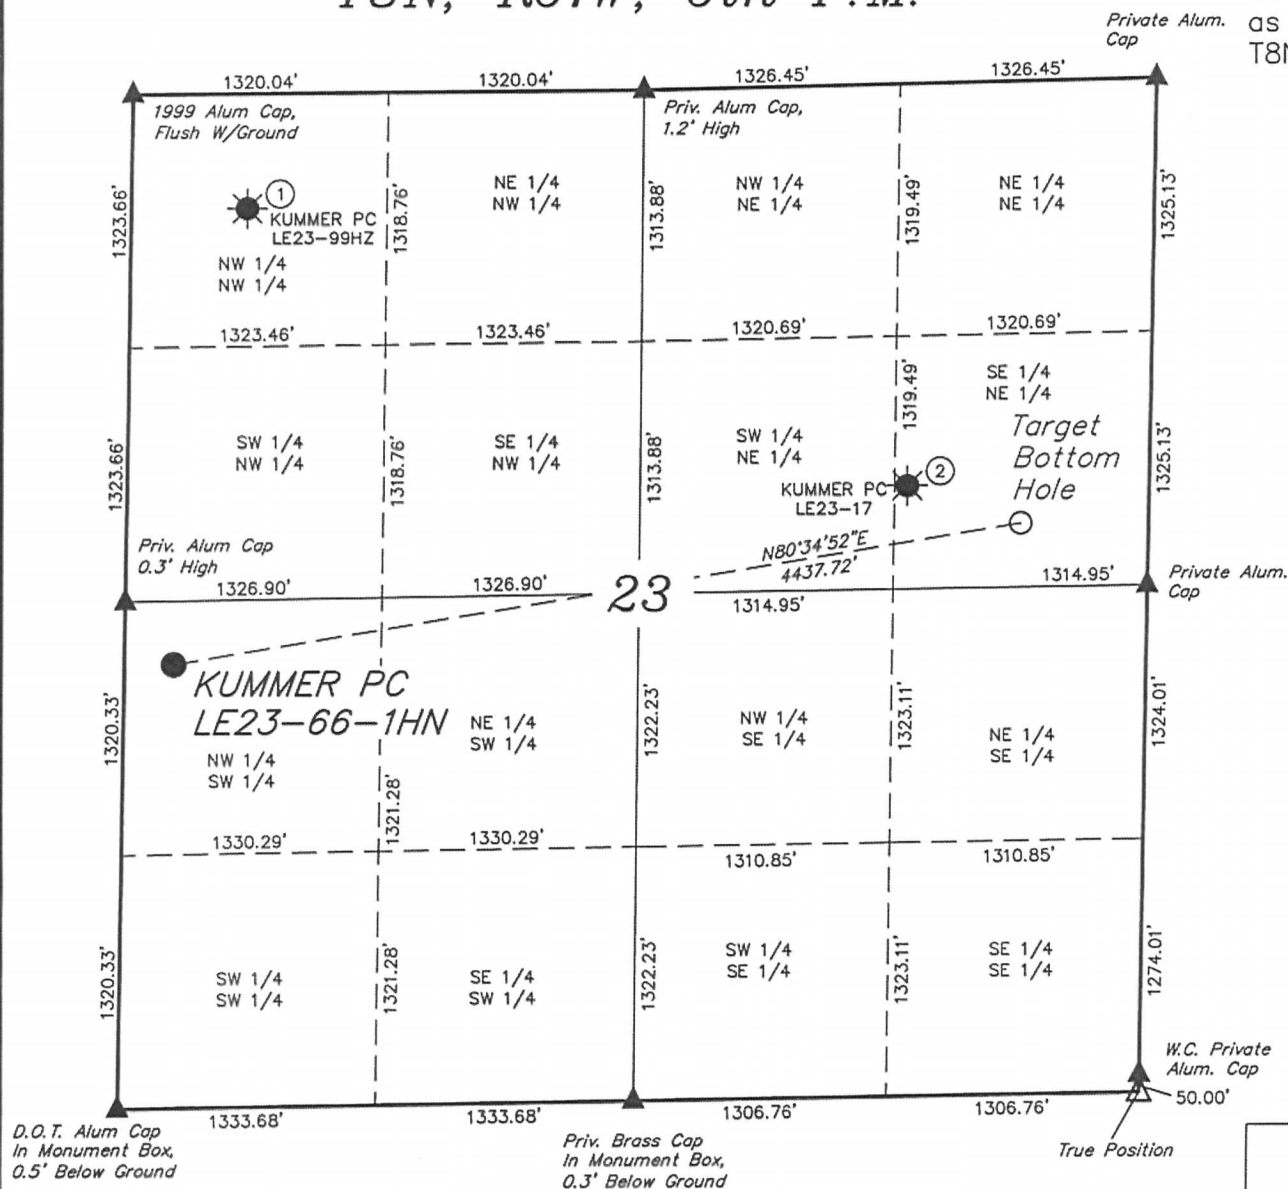 T8N, R67W, 6th P.M.
Private Alum.
Cap
as
1320.04'
1320.04'
1326.45'
1326.45'
1999 Alum Cap,
Flush W/Ground
Priv. Alum Cap,
1.2' High
1323.66'
1318.76'
1313.88'
1319.49'
1325.13'
①
KUMMER PC
LE23-99HZ
NW 1/4
NW 1/4
NE 1/4
NW 1/4
NW 1/4
NE 1/4
NE 1/4
NE 1/4
1323.46'
1323.46'
1320.69'
1320.69'
1323.66'
1318.76'
1313.88'
1319.49'
1325.13'
SW 1/4
NW 1/4
SE 1/4
NW 1/4
SW 1/4
NE 1/4
SE 1/4
NE 1/4
Target
Bottom
Hole
②
KUMMER PC
LE23-17
N80°34'52"E
4437.72'
Priv. Alum Cap
0.3' High
1326.90'
1326.90'
23
1314.95'
1314.95'
Private Alum.
Cap
KUMMER PC
LE23-66-1HN
1320.33'
1321.28'
1322.23'
1323.11'
1324.01'
NW 1/4
SW 1/4
NE 1/4
SW 1/4
NW 1/4
SE 1/4
NE 1/4
SE 1/4
1330.29'
1330.29'
1310.85'
1310.85'
1320.33'
1321.28'
1322.23'
1323.11'
1274.01'
SW 1/4
SW 1/4
SE 1/4
SW 1/4
SW 1/4
SE 1/4
SE 1/4
SE 1/4
W.C. Private
Alum. Cap
50.00'
True Position
1333.68'
1333.68'
1306.76'
1306.76'
D.O.T. Alum Cap
In Monument Box,
0.5' Below Ground
Priv. Brass Cap
In Monument Box,
0.3' Below Ground